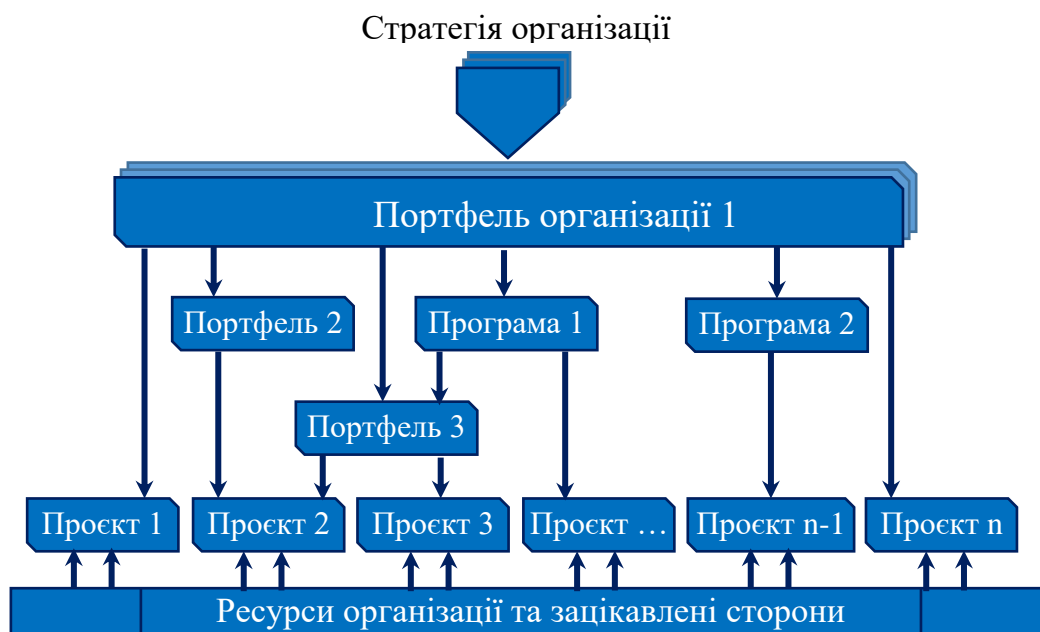 Стратегія організації
Портфель організації 1
Портфель 2
Програма 1
Програма 2
Портфель 3
Проєкт 1
Проєкт 2
Проєкт 3
Проєкт …
Проєкт n-1
Проєкт n
Ресурси організації та зацікавлені сторони